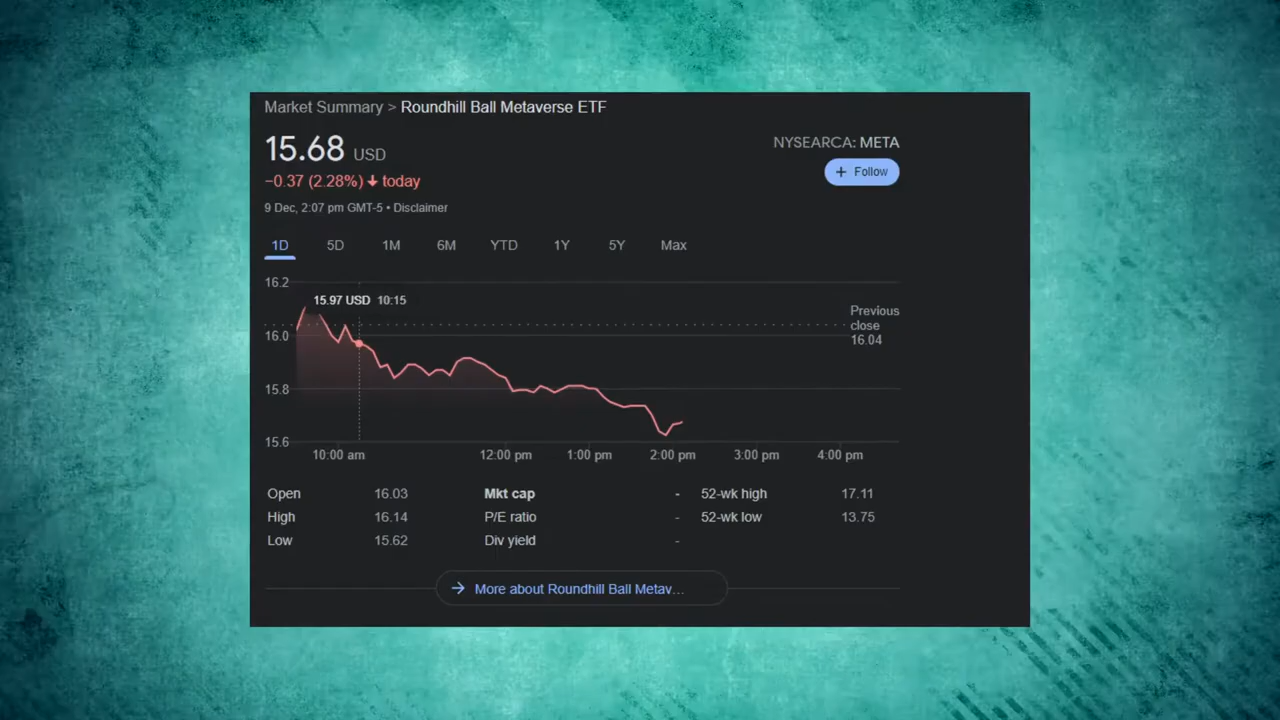 Market Summary > Roundhill Ball Metaverse ETF
15.68 USD
NYSEARCA: META
−0.37 (2.28%) ↓ today
+ Follow
9 Dec, 2:07 pm GMT-5 • Disclaimer
1D 5D 1M 6M YTD 1Y 5Y Max
16.2
15.97 USD 10:15
Previous
close
16.04
16.0
15.8
15.6
10:00 am 12:00 pm 1:00 pm 2:00 pm 3:00 pm 4:00 pm
Open 16.03 Mkt cap - 52-wk high 17.11
High 16.14 P/E ratio - 52-wk low 13.75
Low 15.62 Div yield -
→ More about Roundhill Ball Metav...